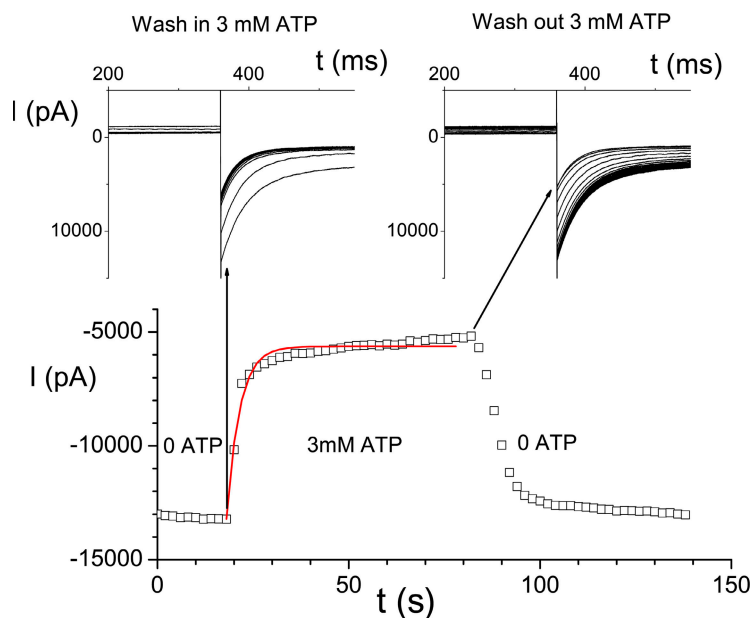 Wash in 3 mM ATP
Wash out 3 mM ATP
t (ms)
t (ms)
200
400
200
400
I (pA)
0
0
10000
10000
-5000
I (pA)
0 ATP
3mM ATP
0 ATP
-10000
-15000
0
50
100
150
t (s)